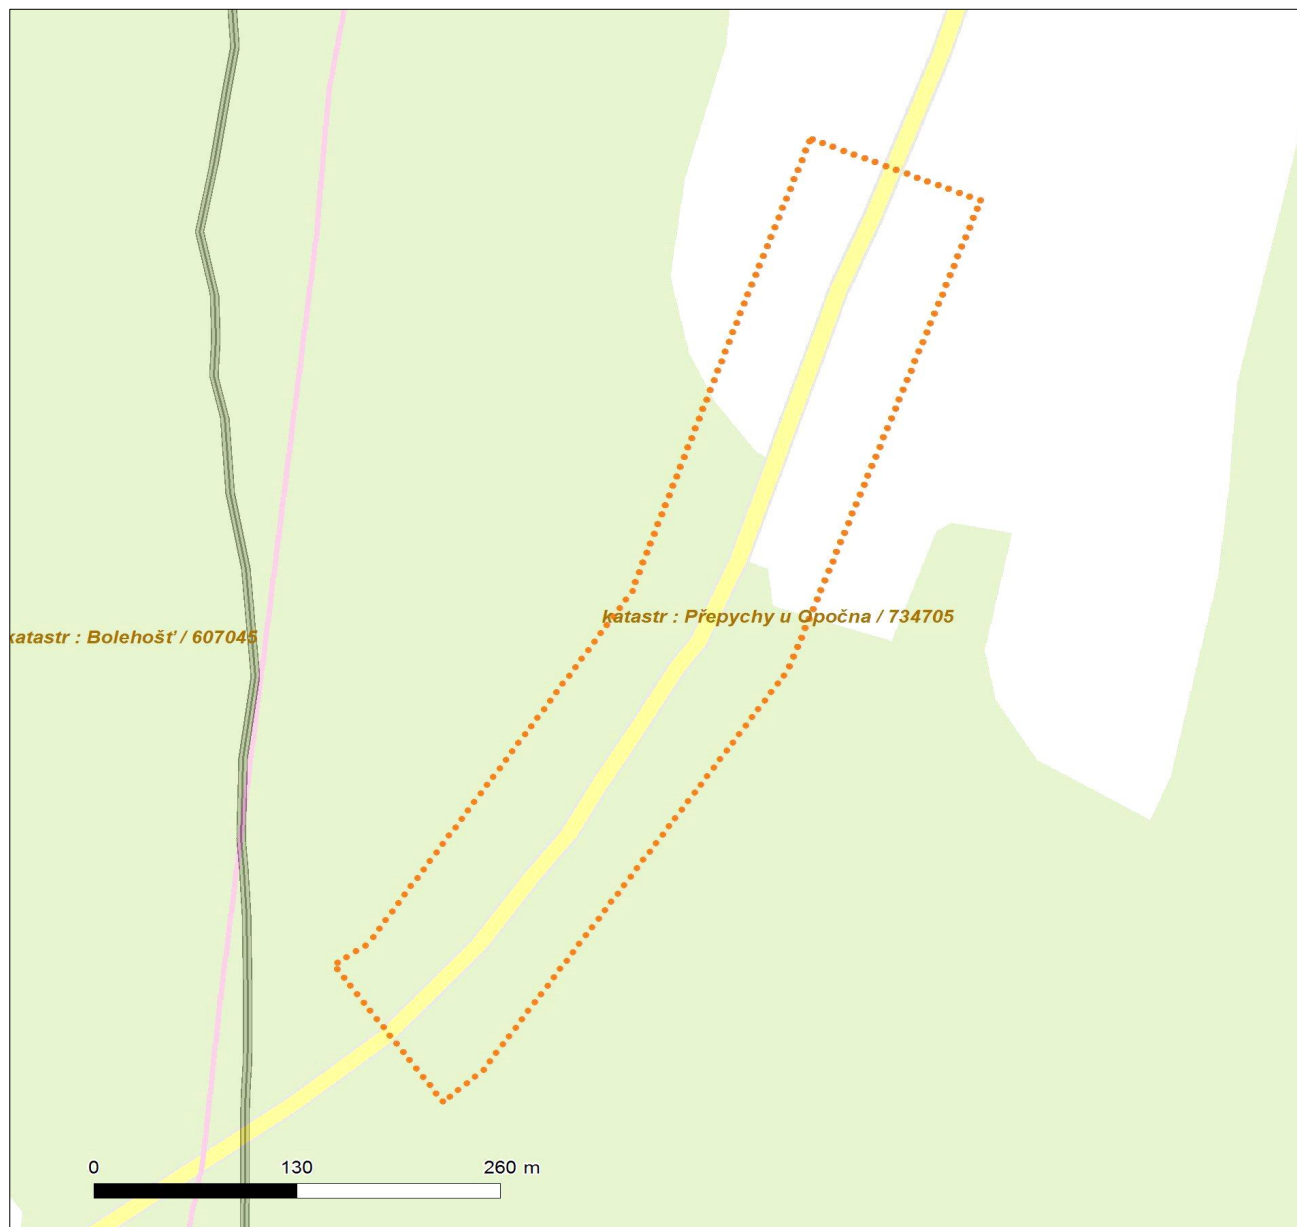 katastr : Přepychy u Opočna / 734705
katastr : Bolehošť / 607045
0 130 260 m